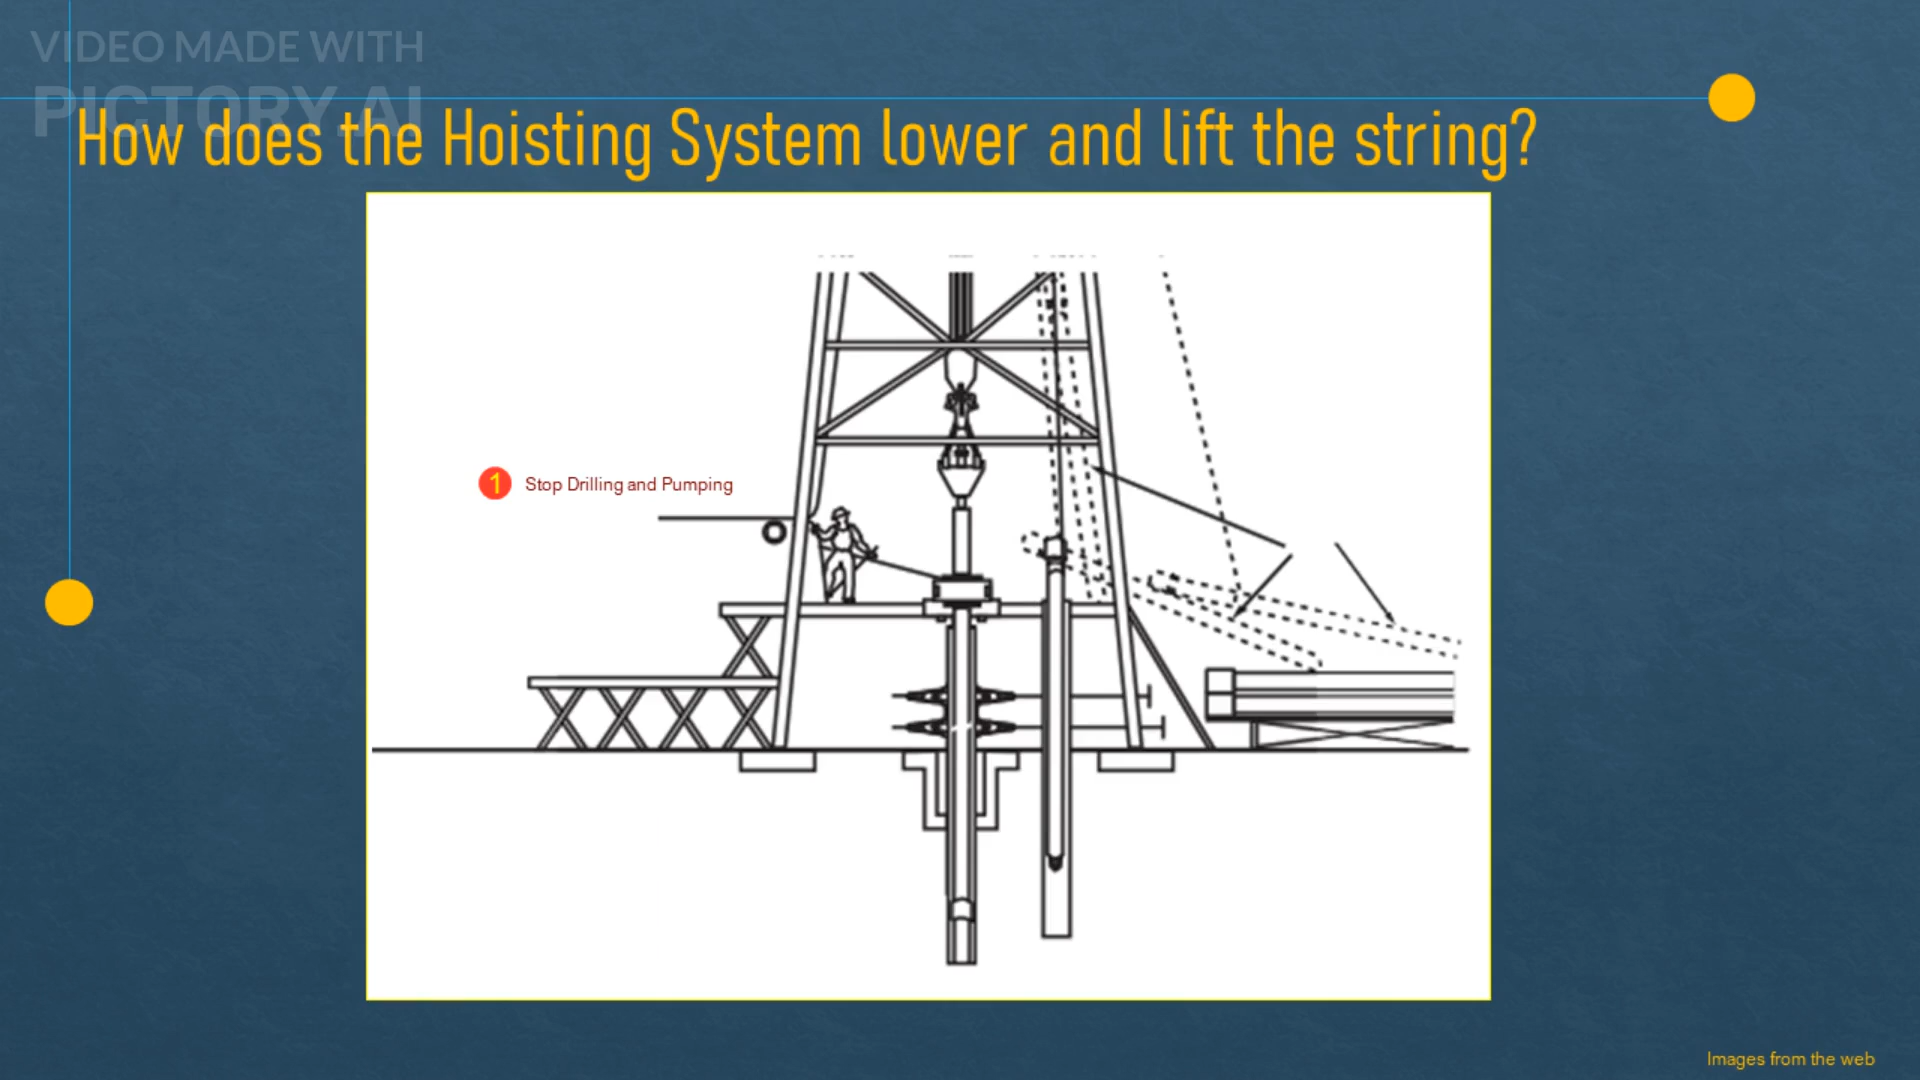 VIDEO MADE WITH
PICTORY.AI
How does the Hoisting System lower and lift the string?
1 Stop Drilling and Pumping
Images from the web